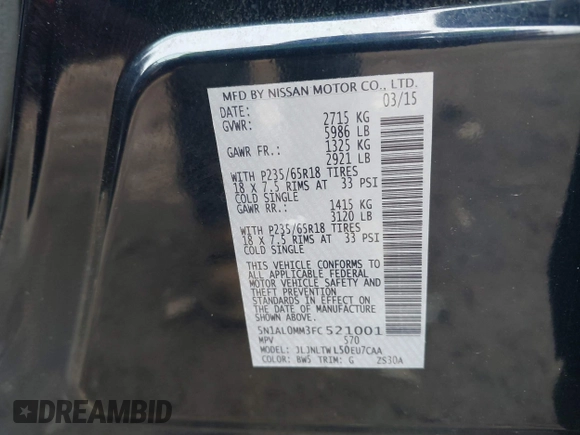 MFD BY NISSAN MOTOR CO., LTD.
DATE: 03/15
GVWR: 2715 KG
5986 LB
GAWR FR.: 1325 KG
2921 LB
WITH P235/65R18 TIRES
18 X 7.5 RIMS AT 33 PSI
COLD SINGLE
GAWR RR.: 1415 KG
3120 LB
WITH P235/65R18 TIRES
18 X 7.5 RIMS AT 33 PSI
COLD SINGLE
THIS VEHICLE CONFORMS TO
ALL APPLICABLE FEDERAL
MOTOR VEHICLE SAFETY
AND THEFT PREVENTION
STANDARDS IN EFFECT ON
THE DATE OF MANUFACTURE
SHOWN ABOVE.
5N1AL0MM3FC521001
MPV 570
MODEL: JLJNLTWL50EU7CAA
COLOR: BW5 TRIM: G 2S30A
DREAMBID.COM